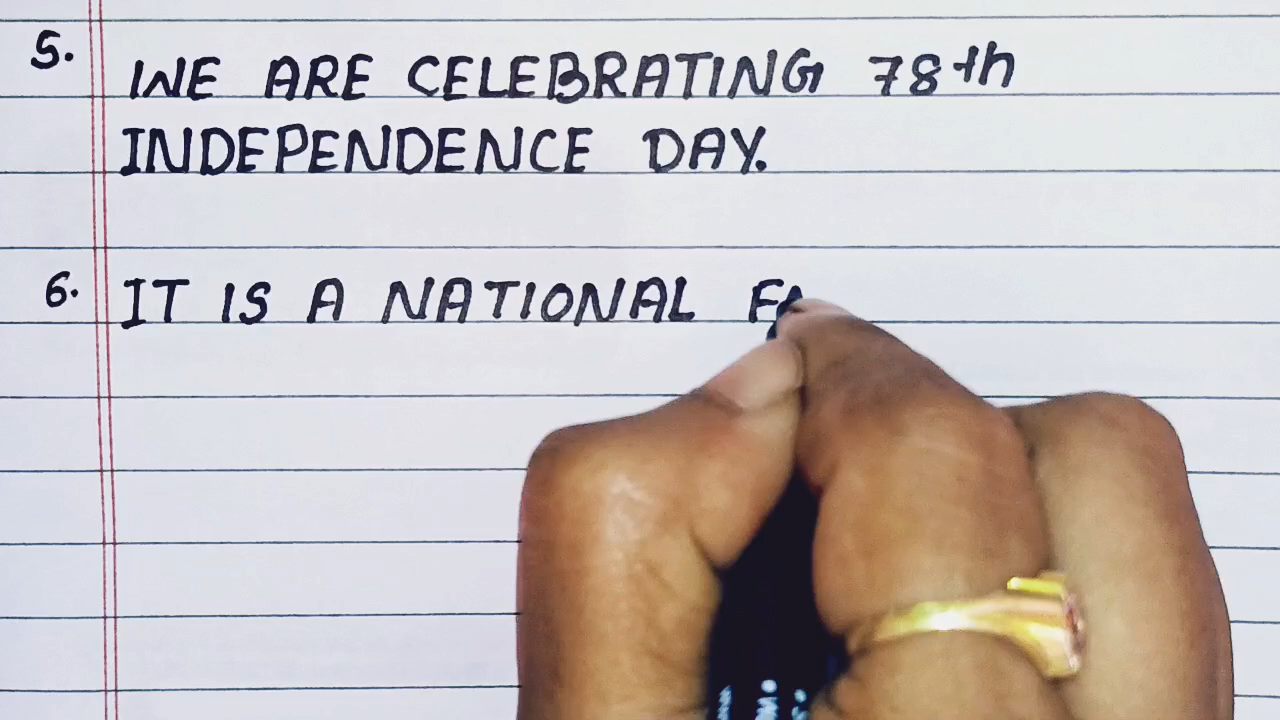 5. WE ARE CELEBRATING 78th
INDEPENDENCE DAY.
6. IT IS A NATIONAL